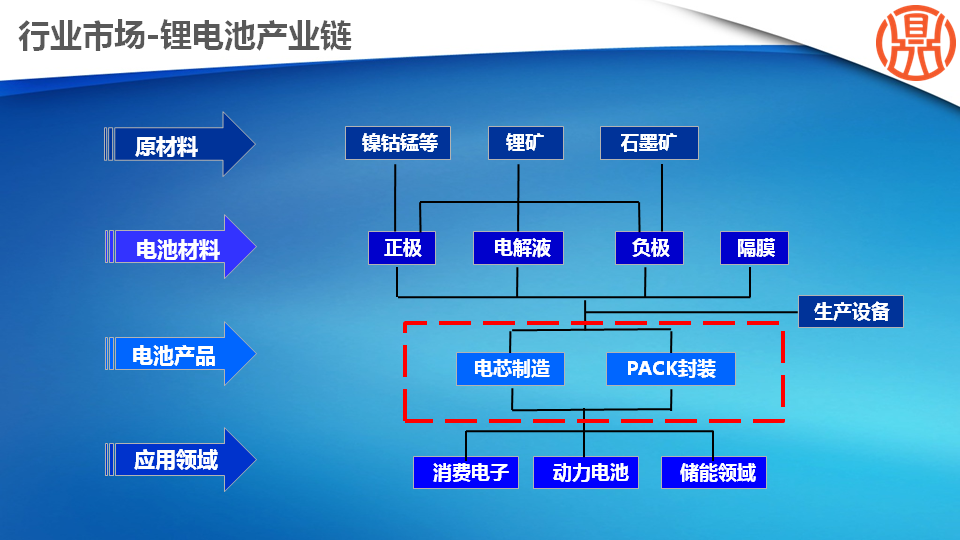 行业市场-锂电池产业链
鼎
原材料
镍钴锰等
锂矿
石墨矿
电池材料
正极
电解液
负极
隔膜
生产设备
电池产品
电芯制造
PACK封装
应用领域
消费电子
动力电池
储能领域